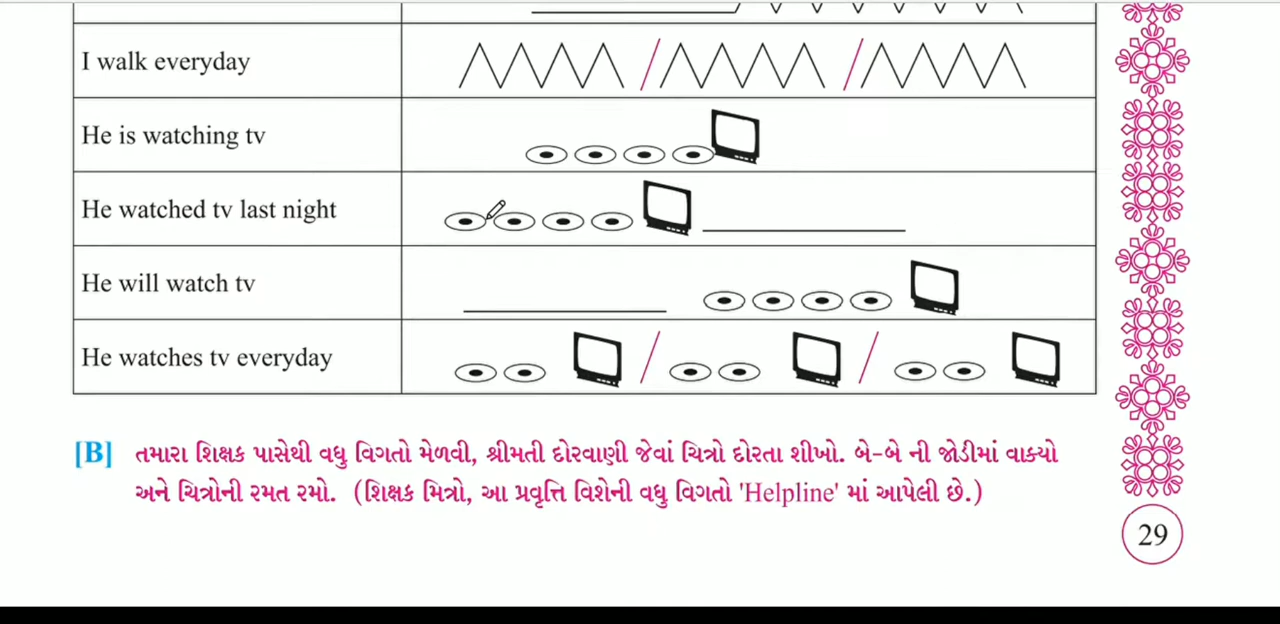 I walk everyday
He is watching tv
He watched tv last night
He will watch tv
He watches tv everyday
[B] તમારા શિક્ષક પાસેથી વધુ વિગતો મેળવી, શ્રીમતી દોરવાણી જેવાં ચિત્રો દોરતા શીખો. બે-બે ની જોડીમાં વાક્યો
અને ચિત્રોની રમત રમો. (શિક્ષક મિત્રો, આ પ્રવૃત્તિ વિશેની વધુ વિગતો 'Helpline' માં આપેલી છે.)
29